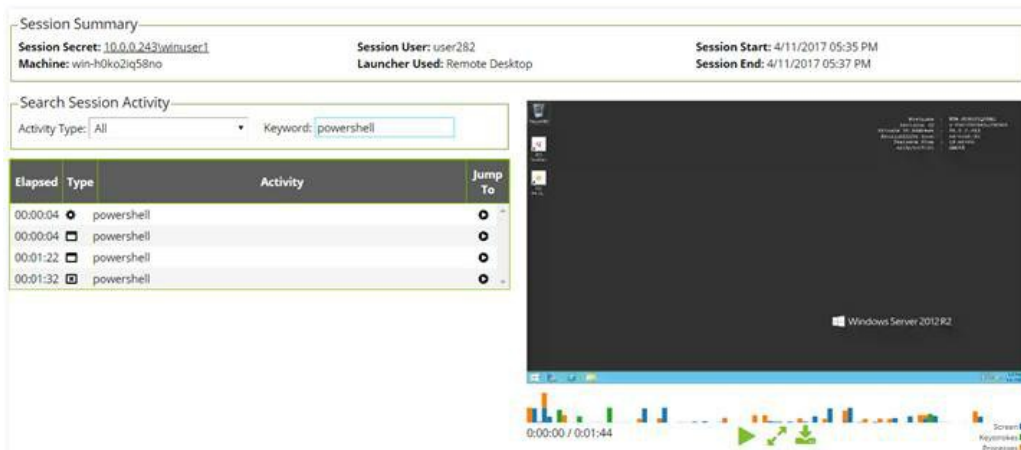 Session Summary
Session Secret: 10.0.0.243\winuser1
Session User: user282
Session Start: 4/11/2017 05:35 PM
Machine: win-h0ko2iq58no
Launcher Used: Remote Desktop
Session End: 4/11/2017 05:37 PM
Search Session Activity
Activity Type: All
Keyword: powershell
Elapsed Type Activity Jump To
00:00:04 powershell
00:00:04 powershell
00:01:22 powershell
00:01:32 powershell
Windows Server 2012 R2
0:00:00 / 0:01:44
Screen
Keystrokes
Processes